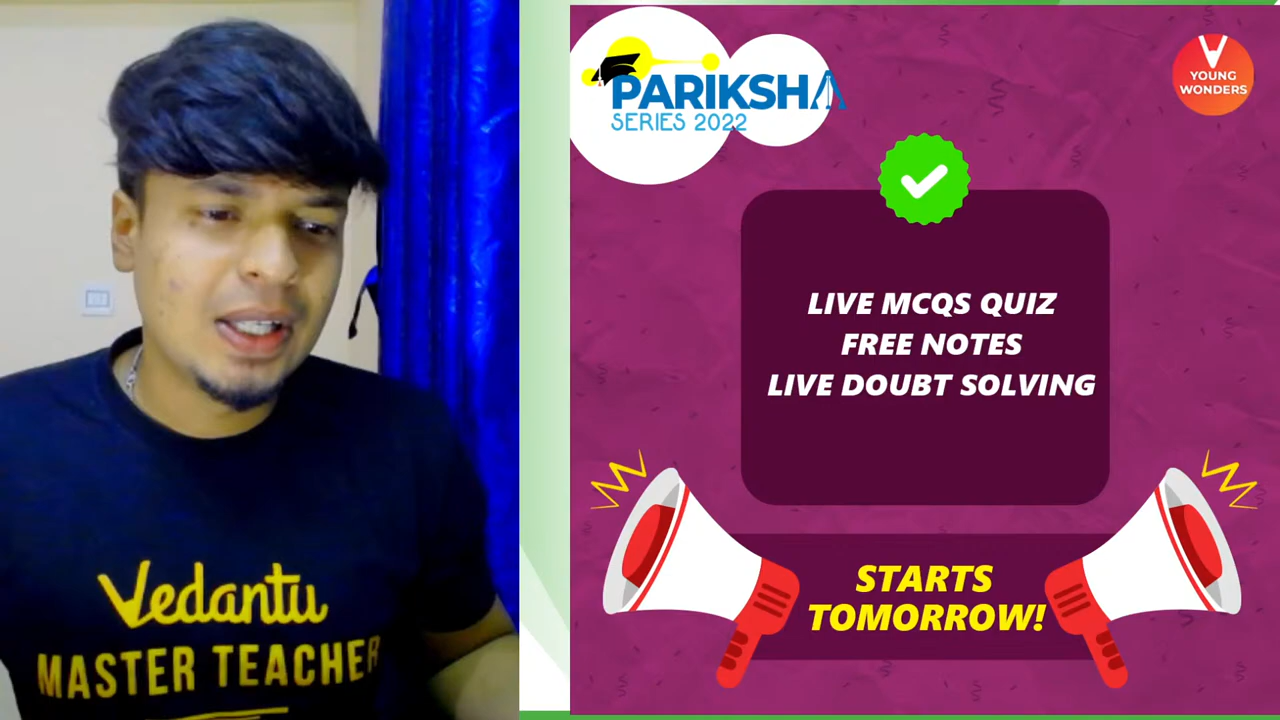 Vedantu
MASTER TEACHER
PARIKSHA
SERIES 2022
V
YOUNG
WONDERS
LIVE MCQS QUIZ
FREE NOTES
LIVE DOUBT SOLVING
STARTS
TOMORROW!